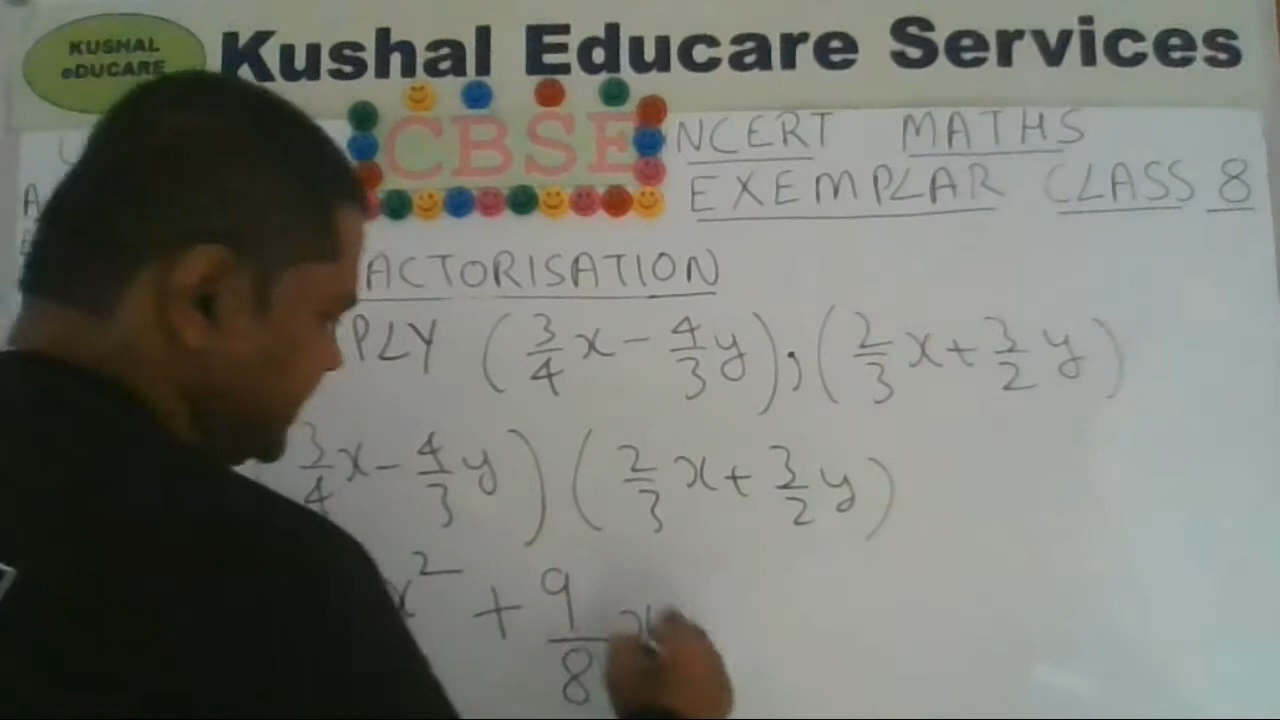 KUSHAL
eDUCARE
Kushal Educare Services
CBSE
NCERT MATHS
EXEMPLAR CLASS 8
ACTORISATION
PLY (3/4 x - 4/3 y), (2/3 x + 3/2 y)
3/4 x - 4/3 y) (2/3 x + 3/2 y)
x² + 9/8 x